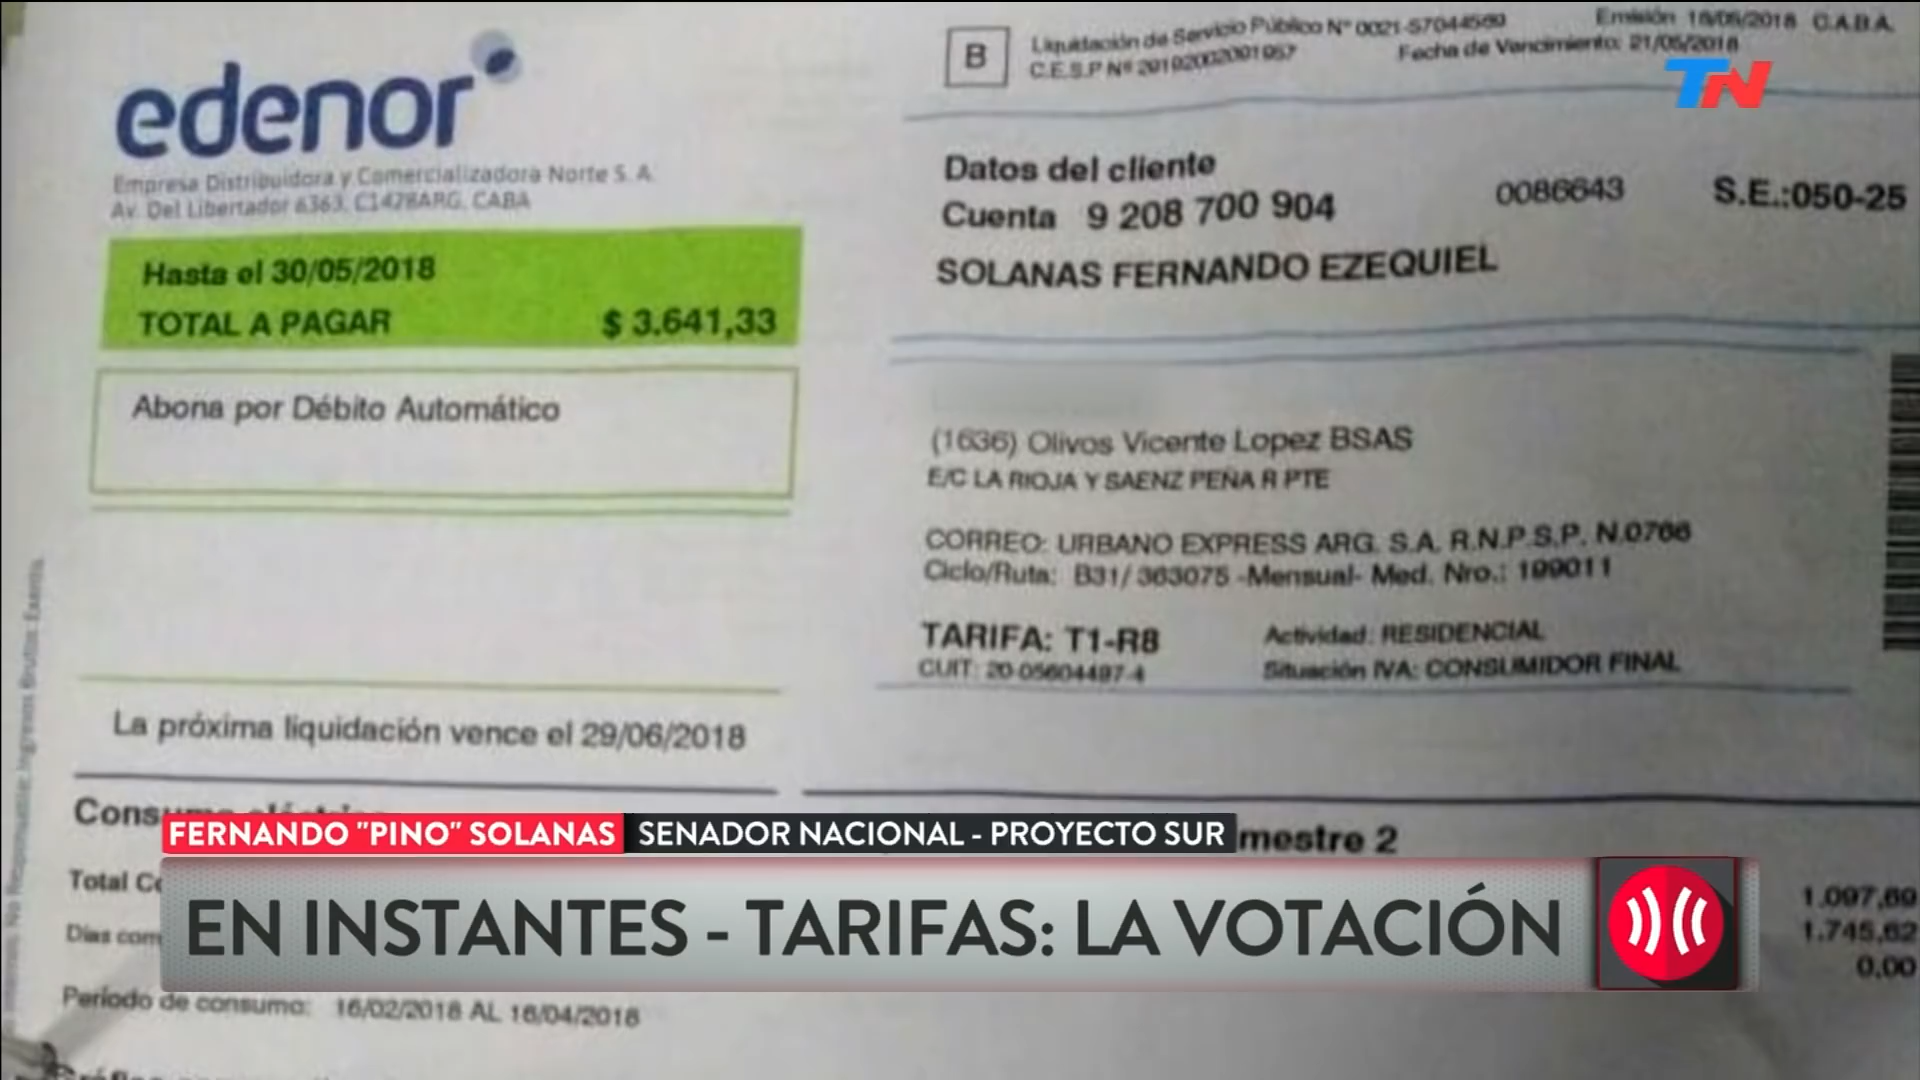 edenor
Empresa Distribuidora y Comercializadora Norte S. A.
Av. Del Libertador 6363, C1428ARG, CABA
Hasta el 30/05/2018
TOTAL A PAGAR $ 3.641,33
Abona por Débito Automático
La próxima liquidación vence el 29/06/2018
B
Liquidación de Servicio Público Nº 0021-57044569
Emisión 18/05/2018 C.A.B.A.
C.E.S.P Nº
Fecha de Vencimiento: 21/05/2018
TN
Datos del cliente
Cuenta 9 208 700 904 0086643 S.E.:050-25
SOLANAS FERNANDO EZEQUIEL
(1636) Olivos Vicente Lopez BSAS
E/C LA RIOJA Y SAENZ PEÑA R PTE
CORREO: URBANO EXPRESS ARG. S.A. R.N.P.S.P. N.0766
Ciclo/Ruta: B31/ 363075 -Mensual- Med. Nro.: 199011
TARIFA: T1-R8 Actividad: RESIDENCIAL
CUIT: 20-05604497-4 Situación IVA: CONSUMIDOR FINAL
Cons
mestre 2
FERNANDO "PINO" SOLANAS SENADOR NACIONAL - PROYECTO SUR
Total Co
1.097,69
EN INSTANTES - TARIFAS: LA VOTACIÓN
Días com
1.745,62
0,00
Período de consumo: 16/02/2018 AL 18/04/2018